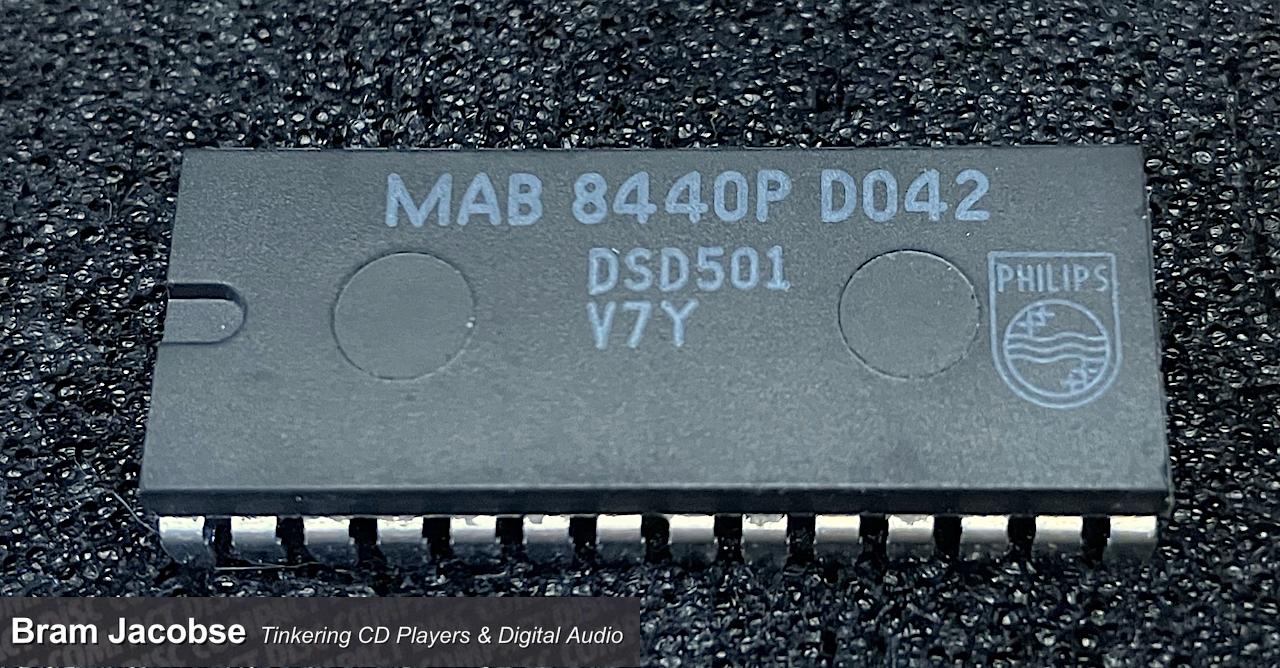 MAB 8440P D042
DSD501
V7Y
PHILIPS
Bram Jacobse Tinkering CD Players & Digital Audio